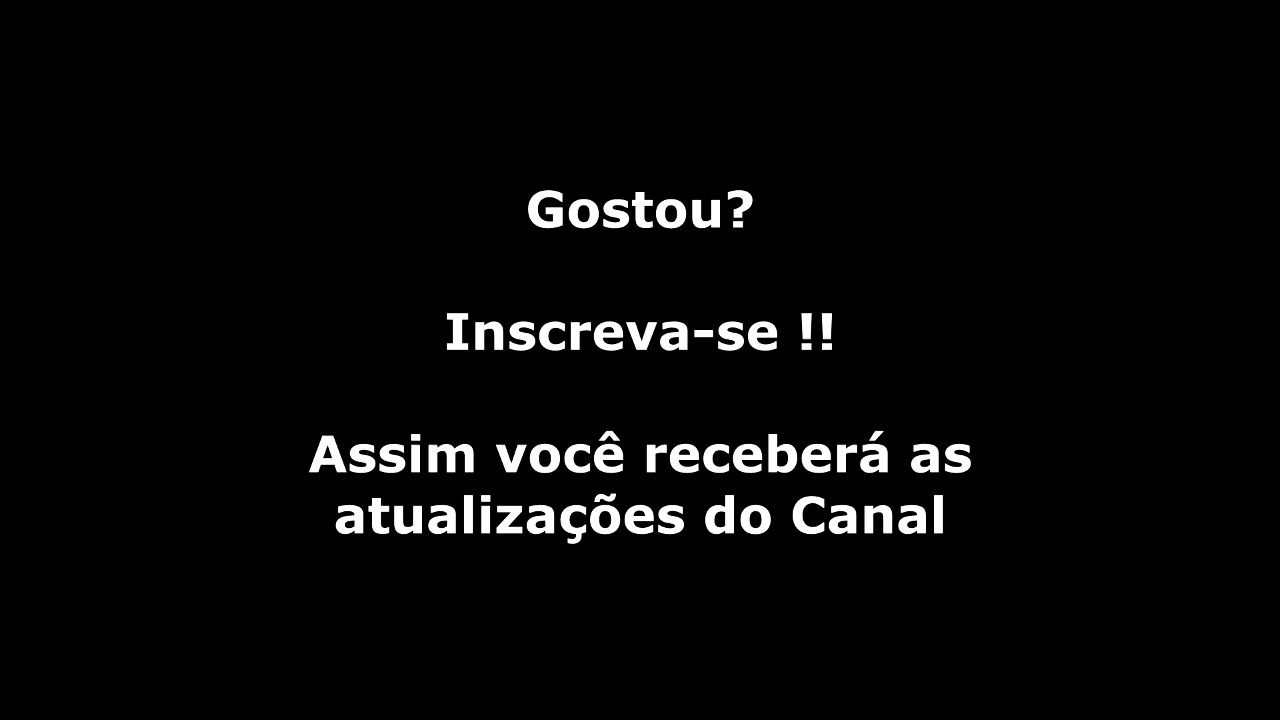 Gostou?
Inscreva-se !!
Assim você receberá as
atualizações do Canal